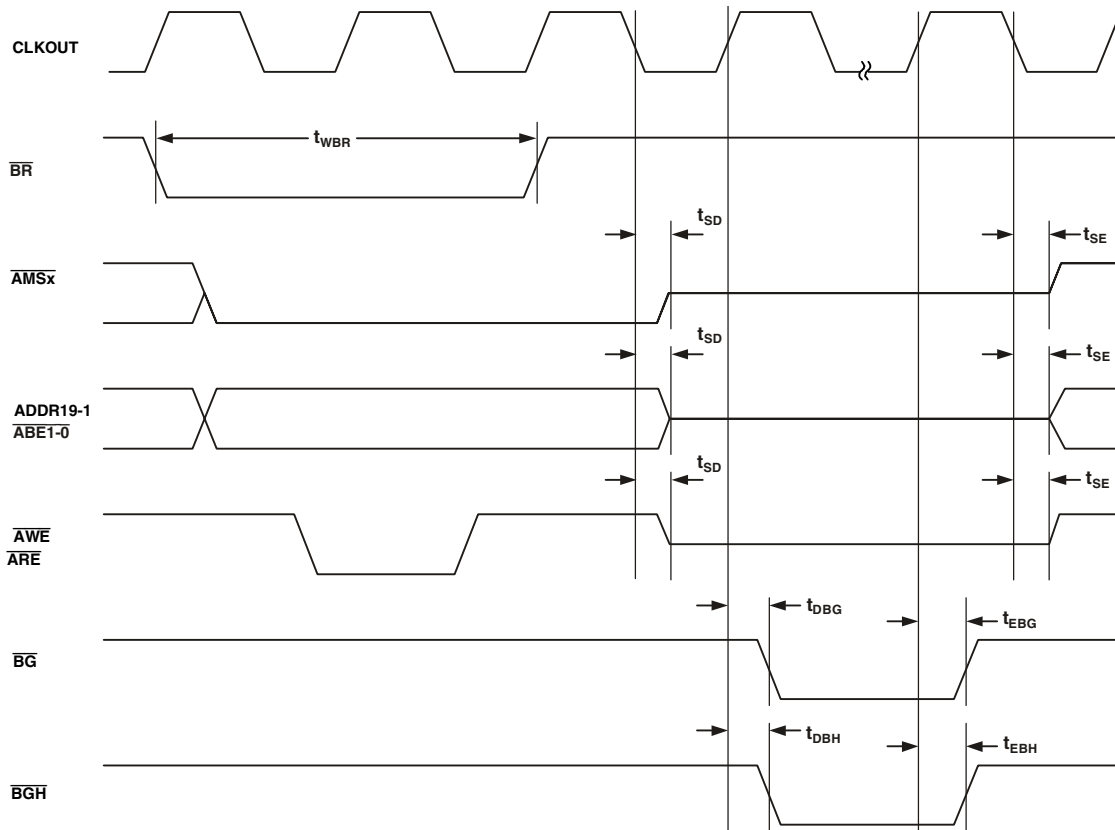 CLKOUT
tWBR
BR
tSD
tSE
AMSx
tSD
tSE
ADDR19-1
ABE1-0
tSD
tSE
AWE
ARE
tDBG
tEBG
BG
tDBH
tEBH
BGH